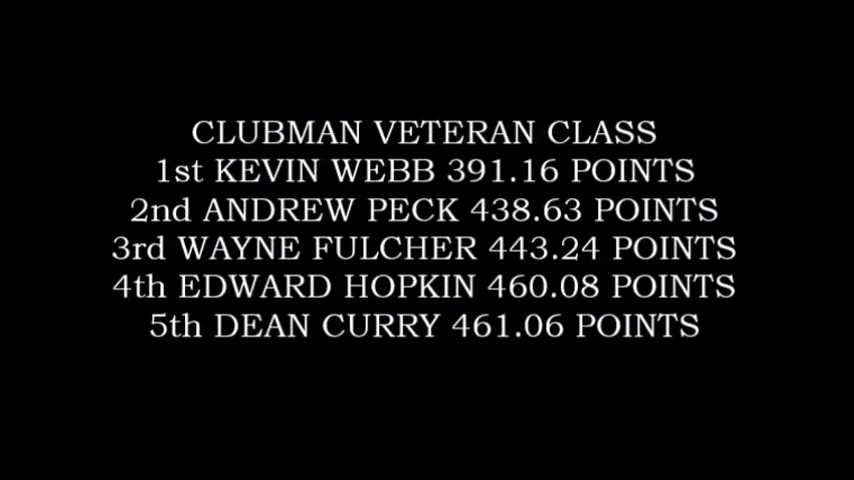 CLUBMAN VETERAN CLASS
1st KEVIN WEBB 391.16 POINTS
2nd ANDREW PECK 438.63 POINTS
3rd WAYNE FULCHER 443.24 POINTS
4th EDWARD HOPKIN 460.08 POINTS
5th DEAN CURRY 461.06 POINTS